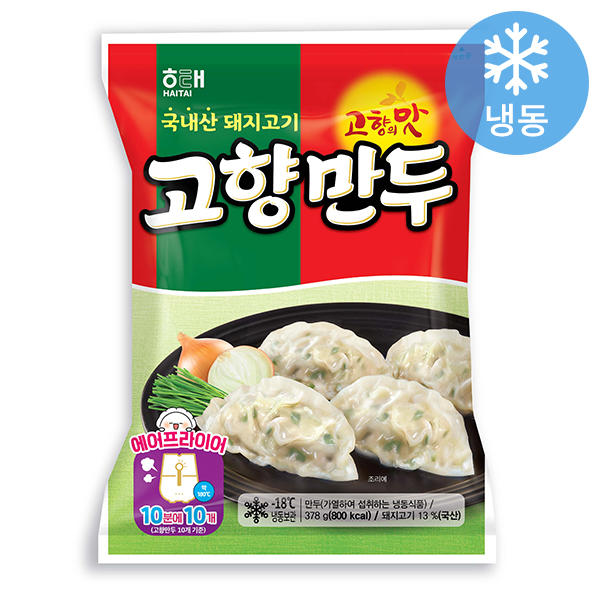 냉동
해태
HAITAI
국내산 돼지고기
고향의 맛
고향만두
에어프라이어
약
180℃
10분에 10개
(고향만두 10개 기준)
조리예
-18℃
냉동보관
만두(가열하여 섭취하는 냉동식품)/
378 g(800 kcal) / 돼지고기 13 %(국산)